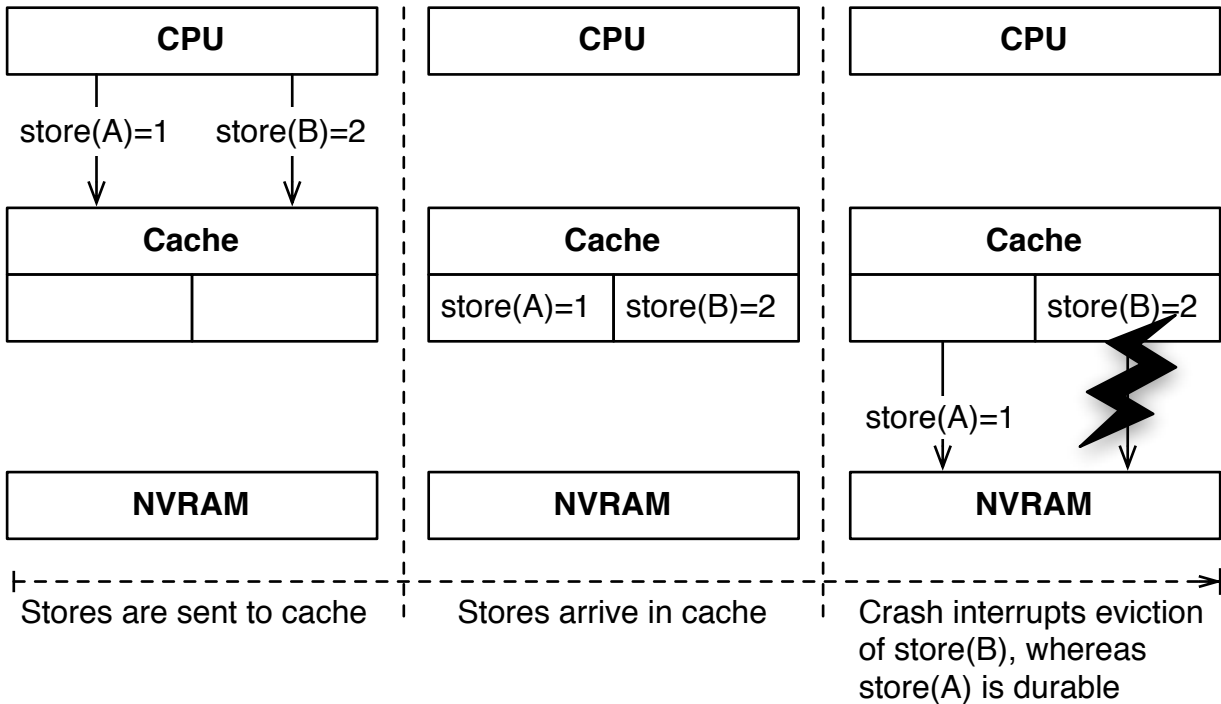 CPU
store(A)=1
store(B)=2
Cache
NVRAM
Stores are sent to cache
CPU
Cache
store(A)=1
store(B)=2
NVRAM
Stores arrive in cache
CPU
Cache
store(B)=2
store(A)=1
NVRAM
Crash interrupts eviction
of store(B), whereas
store(A) is durable